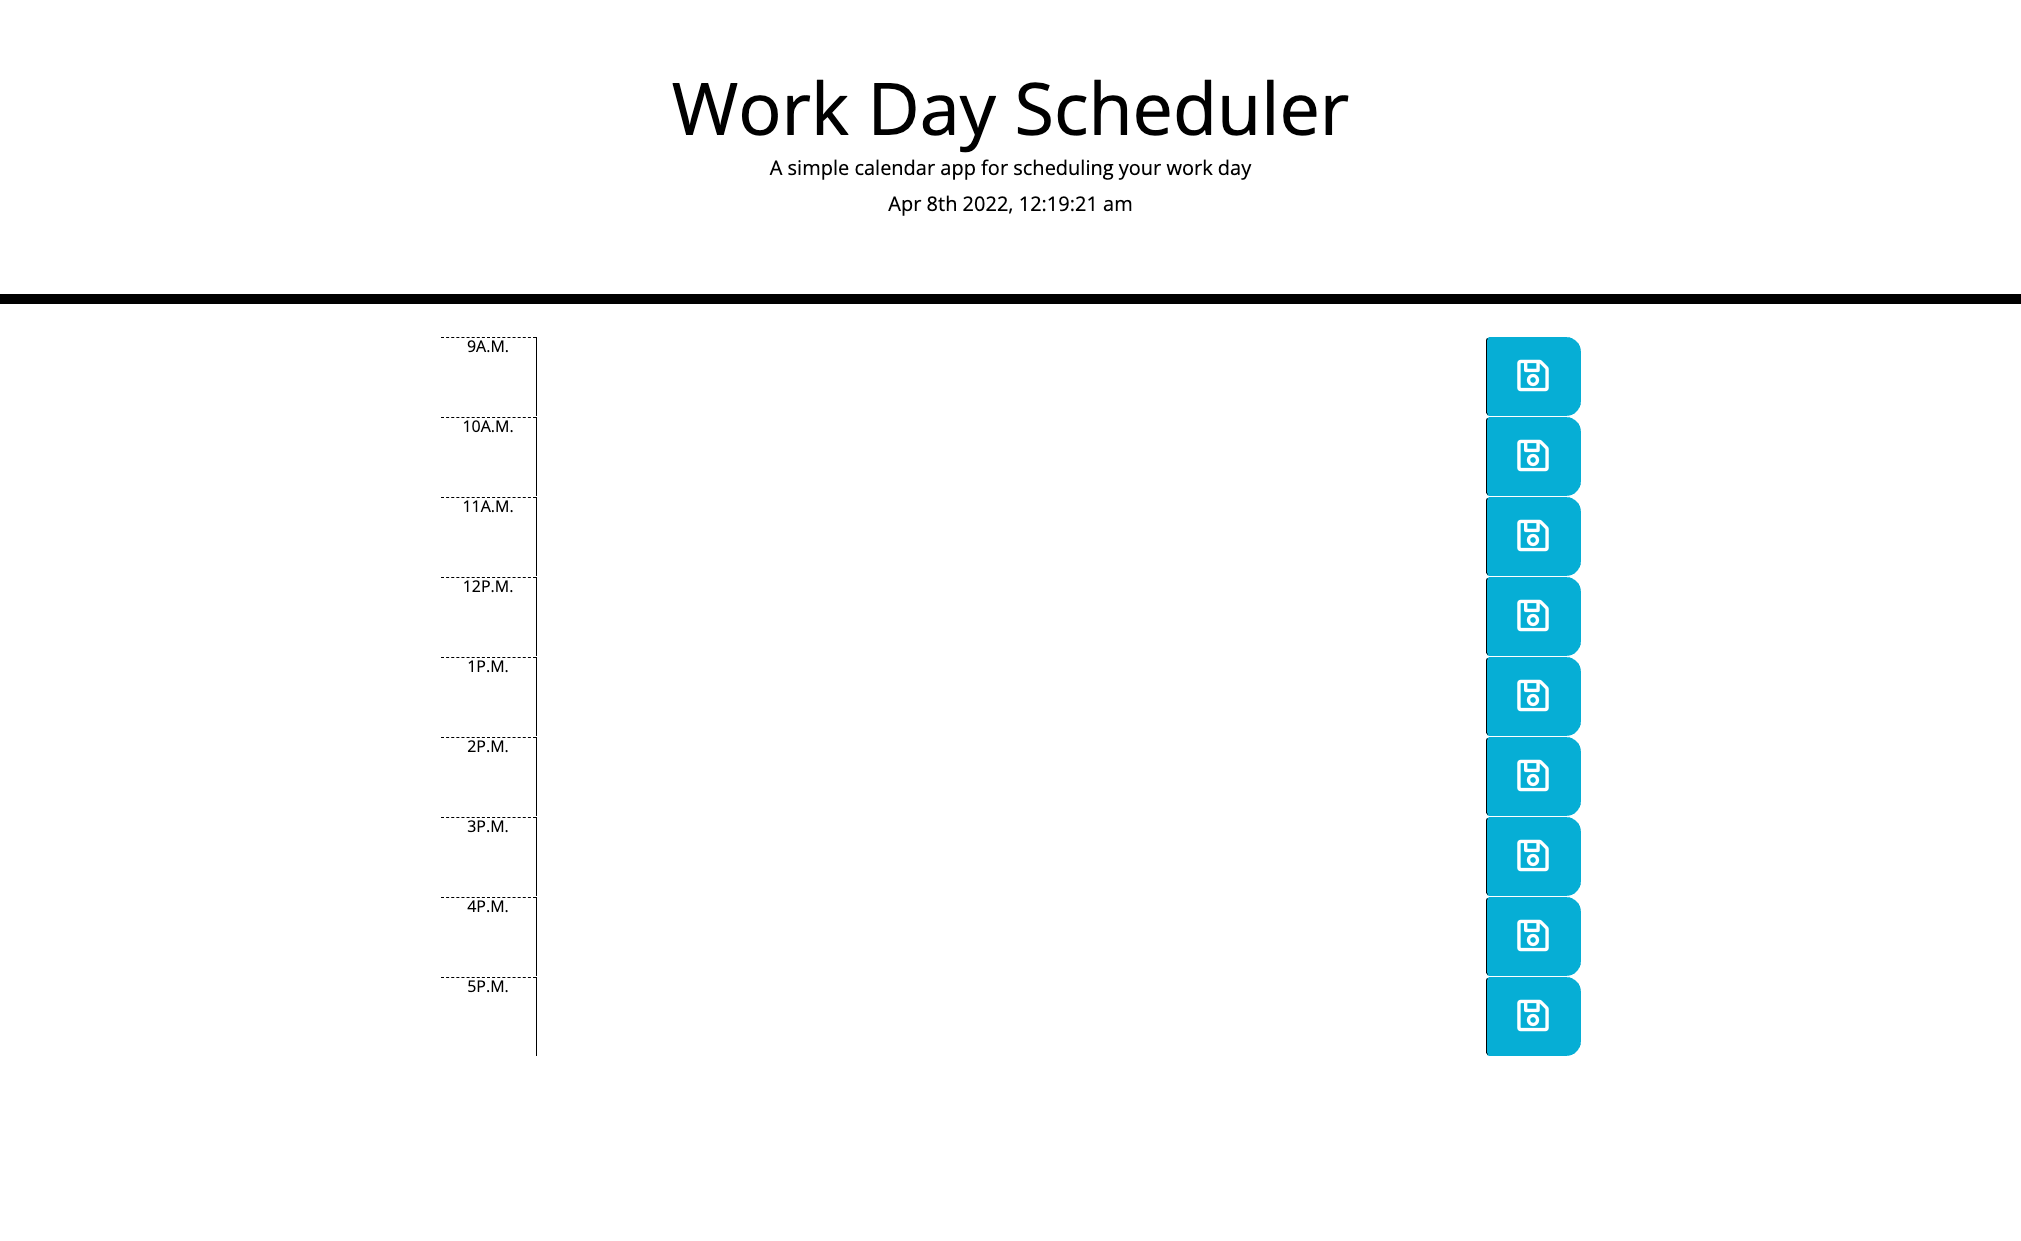 Work Day Scheduler
A simple calendar app for scheduling your work day
Apr 8th 2022, 12:19:21 am
9A.M.
10A.M.
11A.M.
12P.M.
1P.M.
2P.M.
3P.M.
4P.M.
5P.M.